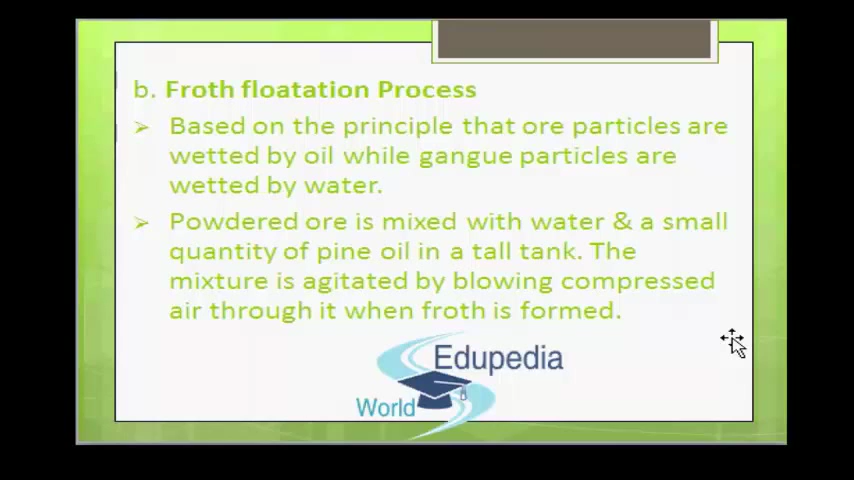 b. Froth floatation Process
➢ Based on the principle that ore particles are
wetted by oil while gangue particles are
wetted by water.
➢ Powdered ore is mixed with water & a small
quantity of pine oil in a tall tank. The
mixture is agitated by blowing compressed
air through it when froth is formed.
Edupedia
World